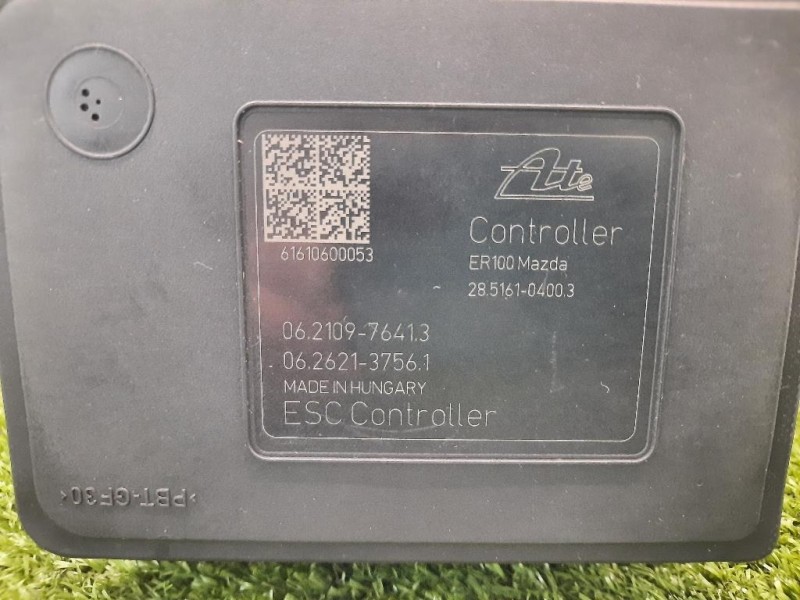 Ate
Controller
ER100 Mazda
28.5161-0400.3
61610600053
06.2109-7641.3
06.2621-3756.1
MADE IN HUNGARY
ESC Controller
>PBT-GF30<